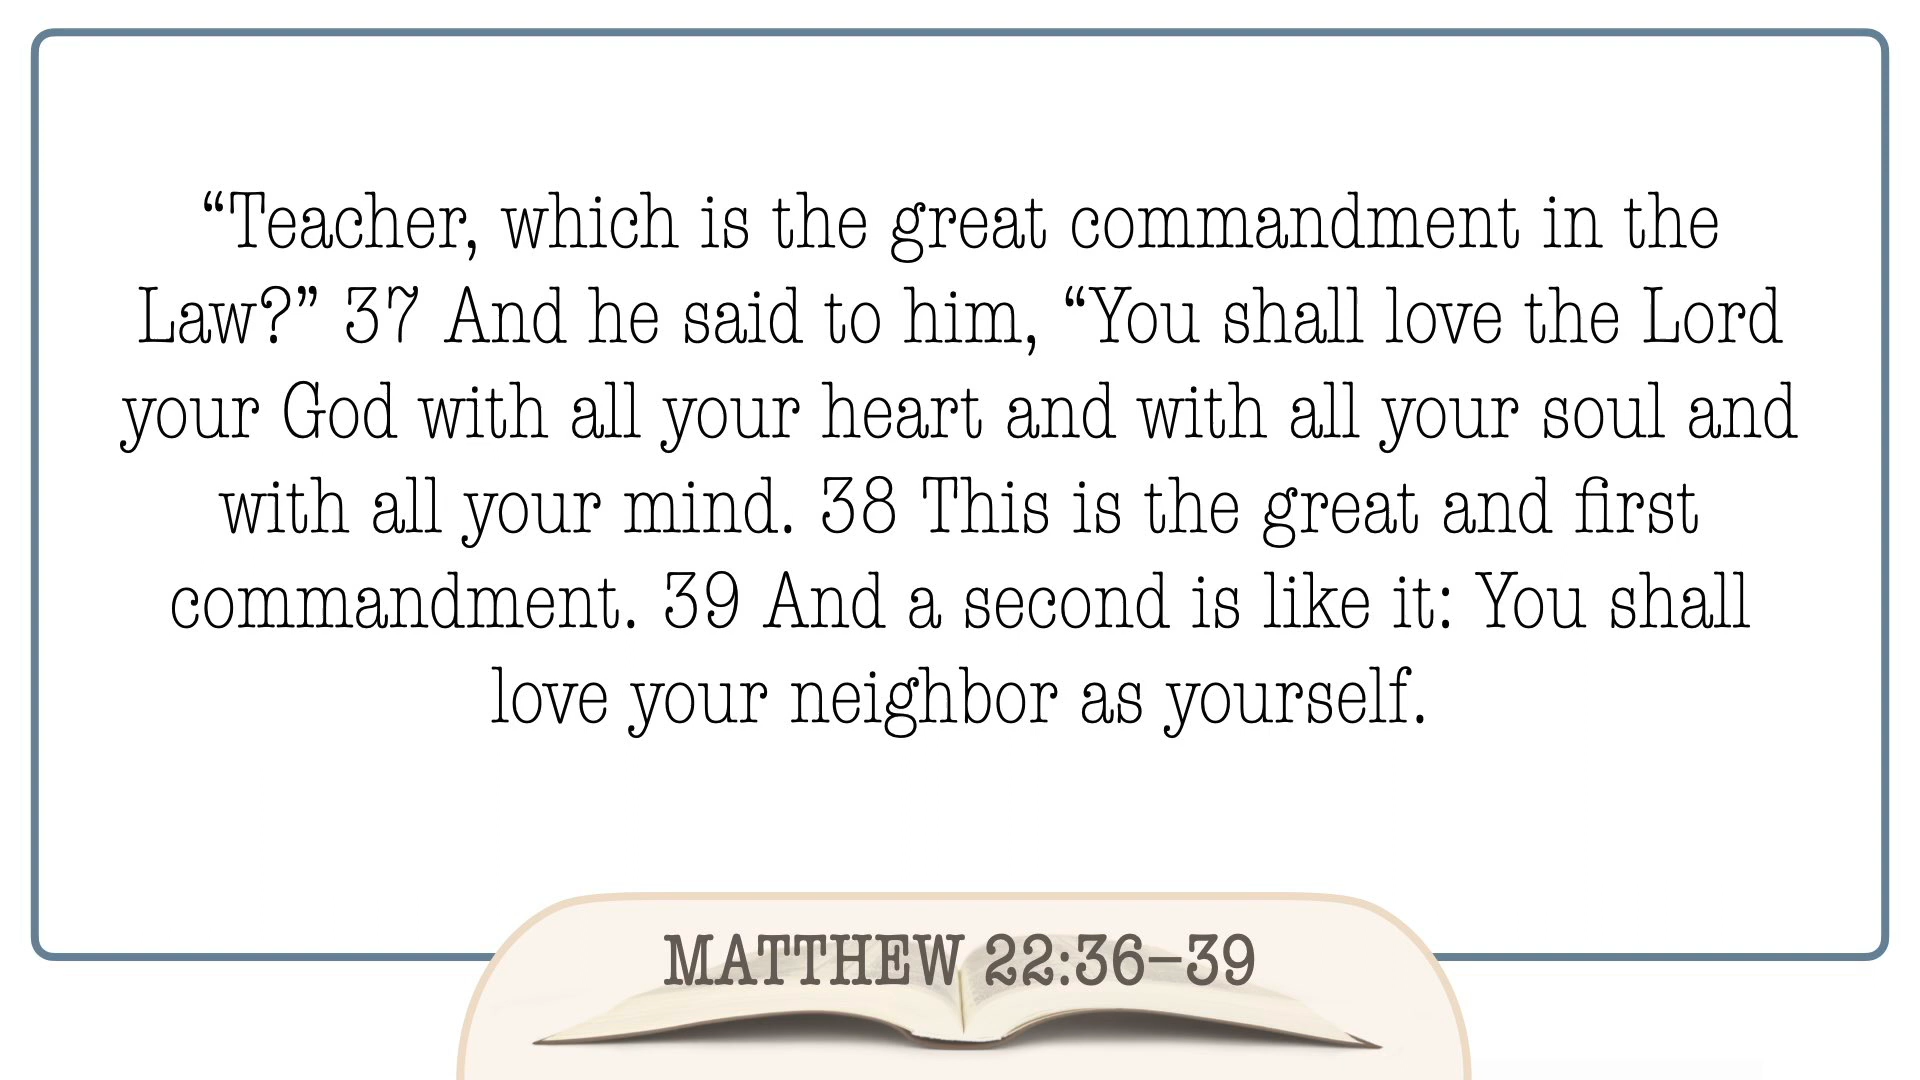 “Teacher, which is the great commandment in the
Law?” 37 And he said to him, “You shall love the Lord
your God with all your heart and with all your soul and
with all your mind. 38 This is the great and first
commandment. 39 And a second is like it: You shall
love your neighbor as yourself.
MATTHEW 22:36–39